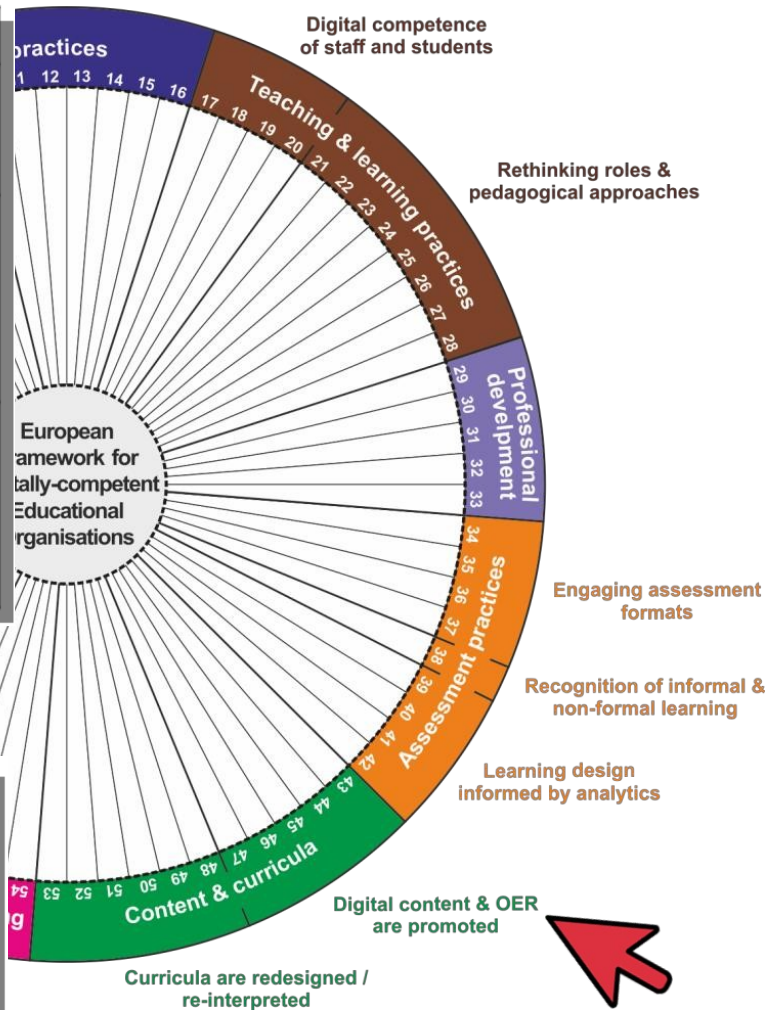 practices
1 12 13 14 15 16
Digital competence
of staff and students
Teaching & learning practices
17 18 19 20 21 22 23 24 25 26 27 28
Rethinking roles &
pedagogical approaches
Professional
develpment
29 30 31 32 33
European
ramework for
tally-competent
Educational
rganisations
Assessment practices
34 35 36 37 38 39 40 41 42
Engaging assessment
formats
Recognition of informal &
non-formal learning
Learning design
informed by analytics
Content & curricula
43 44 45 46 47 48 49 50 51 52 53
Digital content & OER
are promoted
Curricula are redesigned /
re-interpreted
54
g